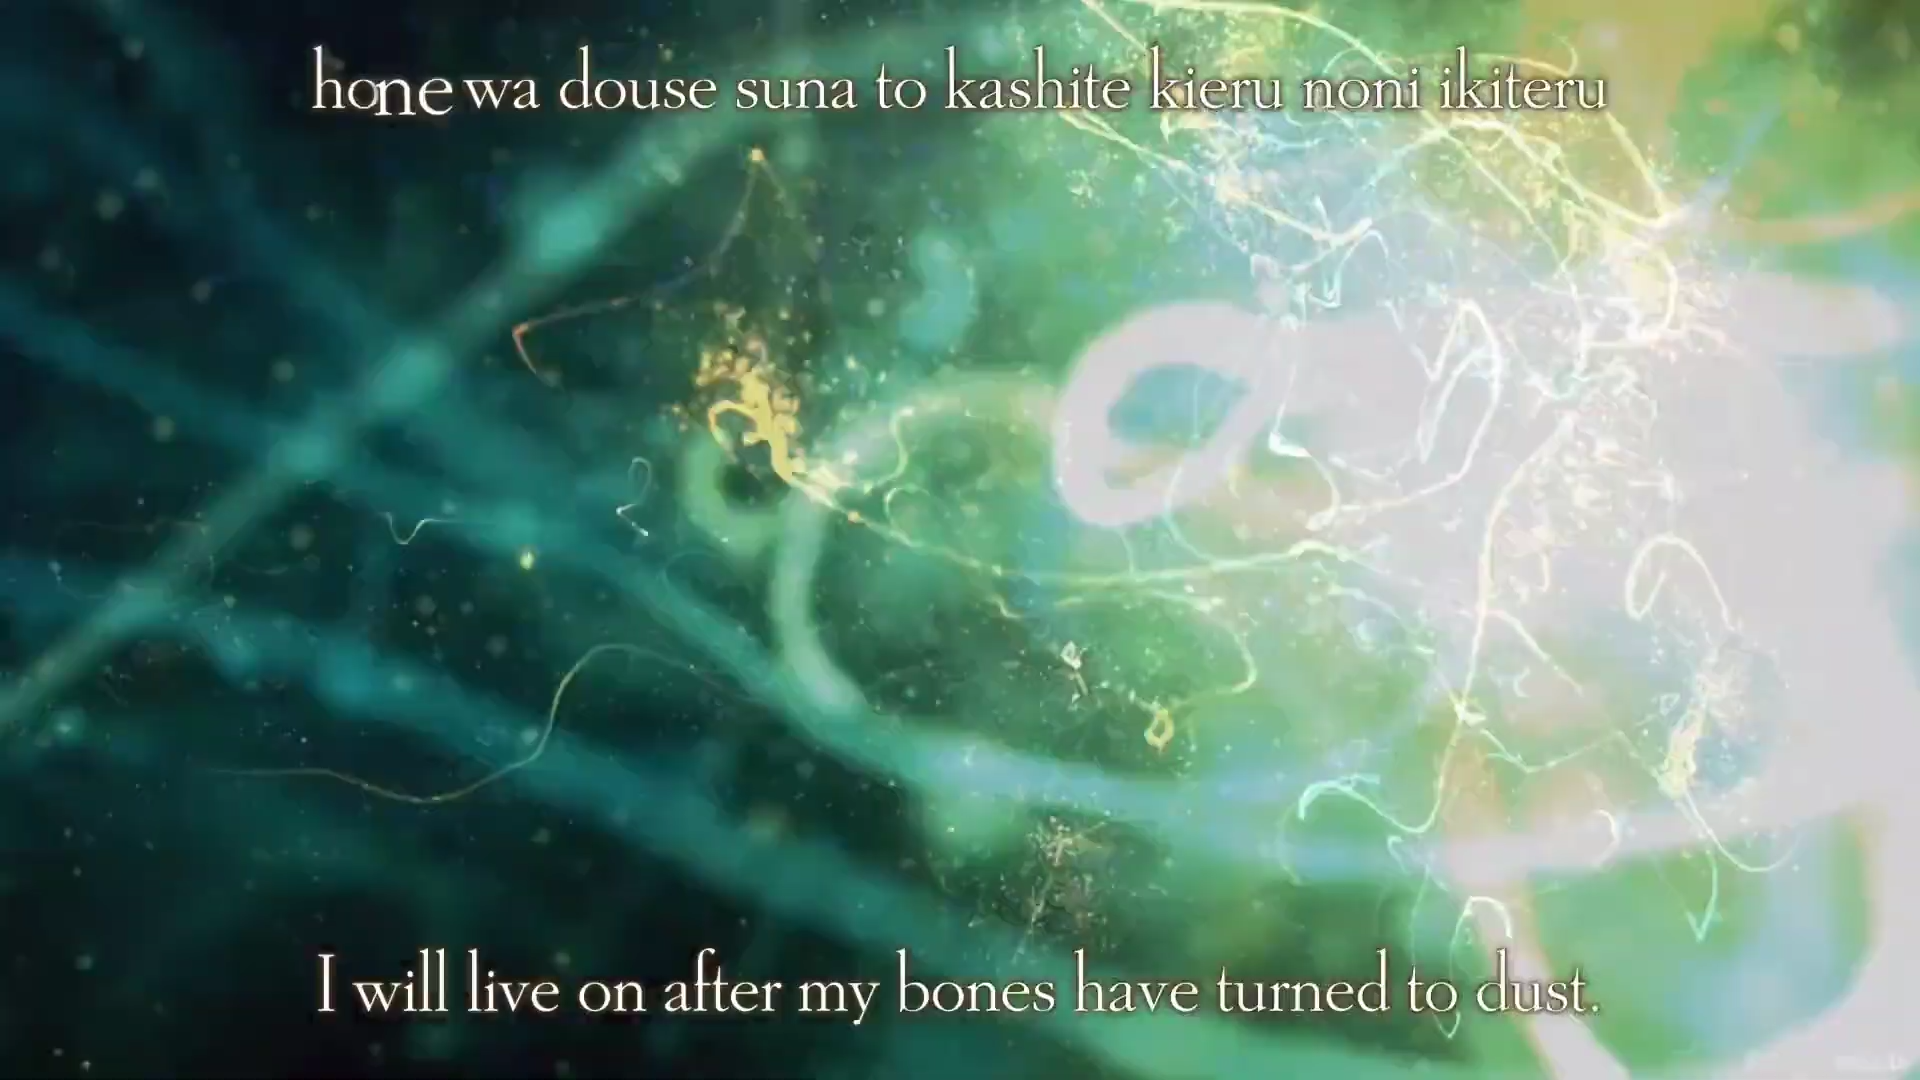 hone wa douse suna to kashite kieru noni ikiteru
I will live on after my bones have turned to dust.